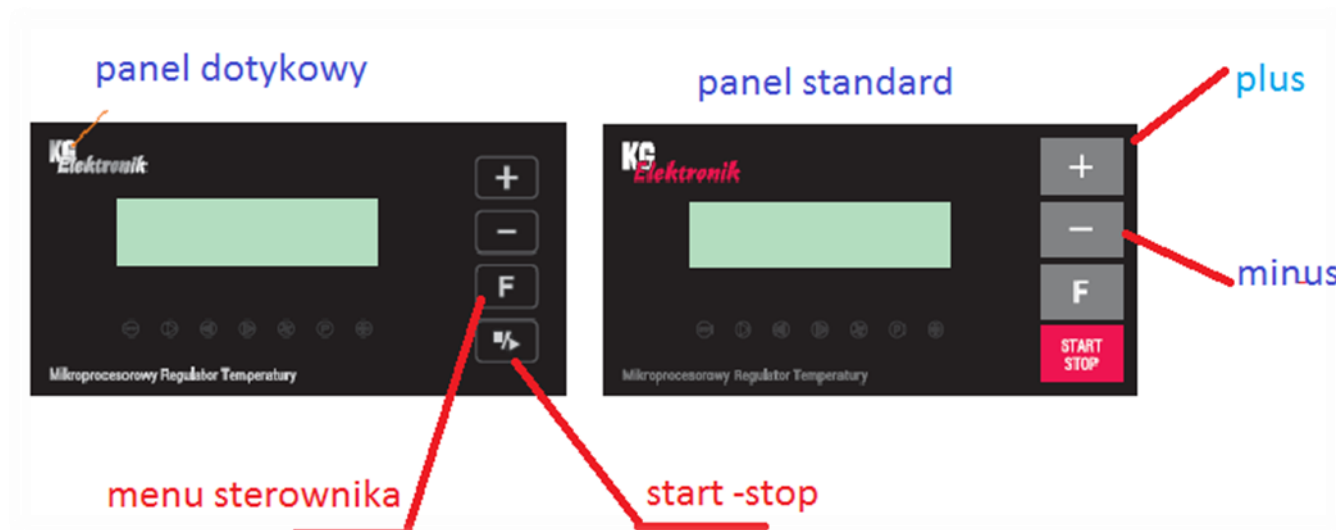 panel dotykowy
panel standard
plus
KG
Elektronik
+
-
F
■/▶
Mikroprocesorowy Regulator Temperatury
KG
Elektronik
+
-
F
START
STOP
Mikroprocesorowy Regulator Temperatury
minus
menu sterownika
start -stop